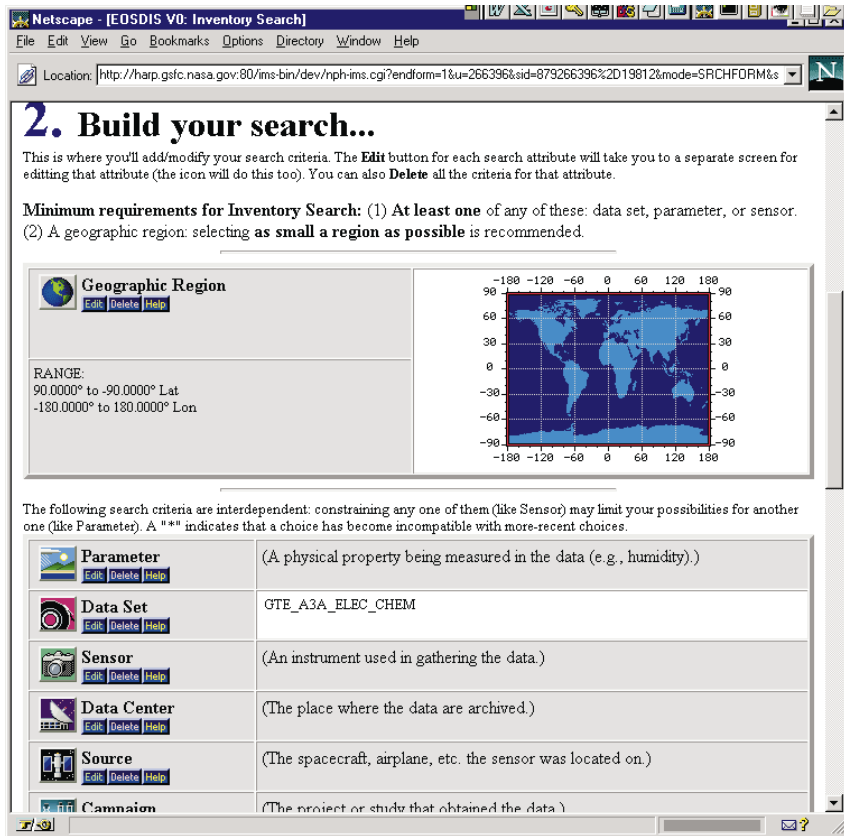 Netscape - [EOSDIS V0: Inventory Search]
File Edit View Go Bookmarks Options Directory Window Help
Location: http://harp.gsfc.nasa.gov:80/ims-bin/dev/nph-ims.cgi?endform=1&u=266396&sid=879266396%2D19812&mode=SRCHFORM&s
N
2. Build your search...
This is where you'll add/modify your search criteria. The Edit button for each search attribute will take you to a separate screen for
editting that attribute (the icon will do this too). You can also Delete all the criteria for that attribute.
Minimum requirements for Inventory Search: (1) At least one of any of these: data set, parameter, or sensor.
(2) A geographic region: selecting as small a region as possible is recommended.
Geographic Region
Edit Delete Help
RANGE:
90.0000° to -90.0000° Lat
-180.0000° to 180.0000° Lon
-180 -120 -60 0 60 120 180
90 90
60 60
30 30
0 0
-30 -30
-60 -60
-90 -90
-180 -120 -60 0 60 120 180
The following search criteria are interdependent: constraining any one of them (like Sensor) may limit your possibilities for another
one (like Parameter). A "*" indicates that a choice has become incompatible with more-recent choices.
Parameter (A physical property being measured in the data (e.g., humidity).)
Edit Delete Help
Data Set GTE_A3A_ELEC_CHEM
Edit Delete Help
Sensor (An instrument used in gathering the data.)
Edit Delete Help
Data Center (The place where the data are archived.)
Edit Delete Help
Source (The spacecraft, airplane, etc. the sensor was located on.)
Edit Delete Help
Campaign (The project or study that obtained the data.)